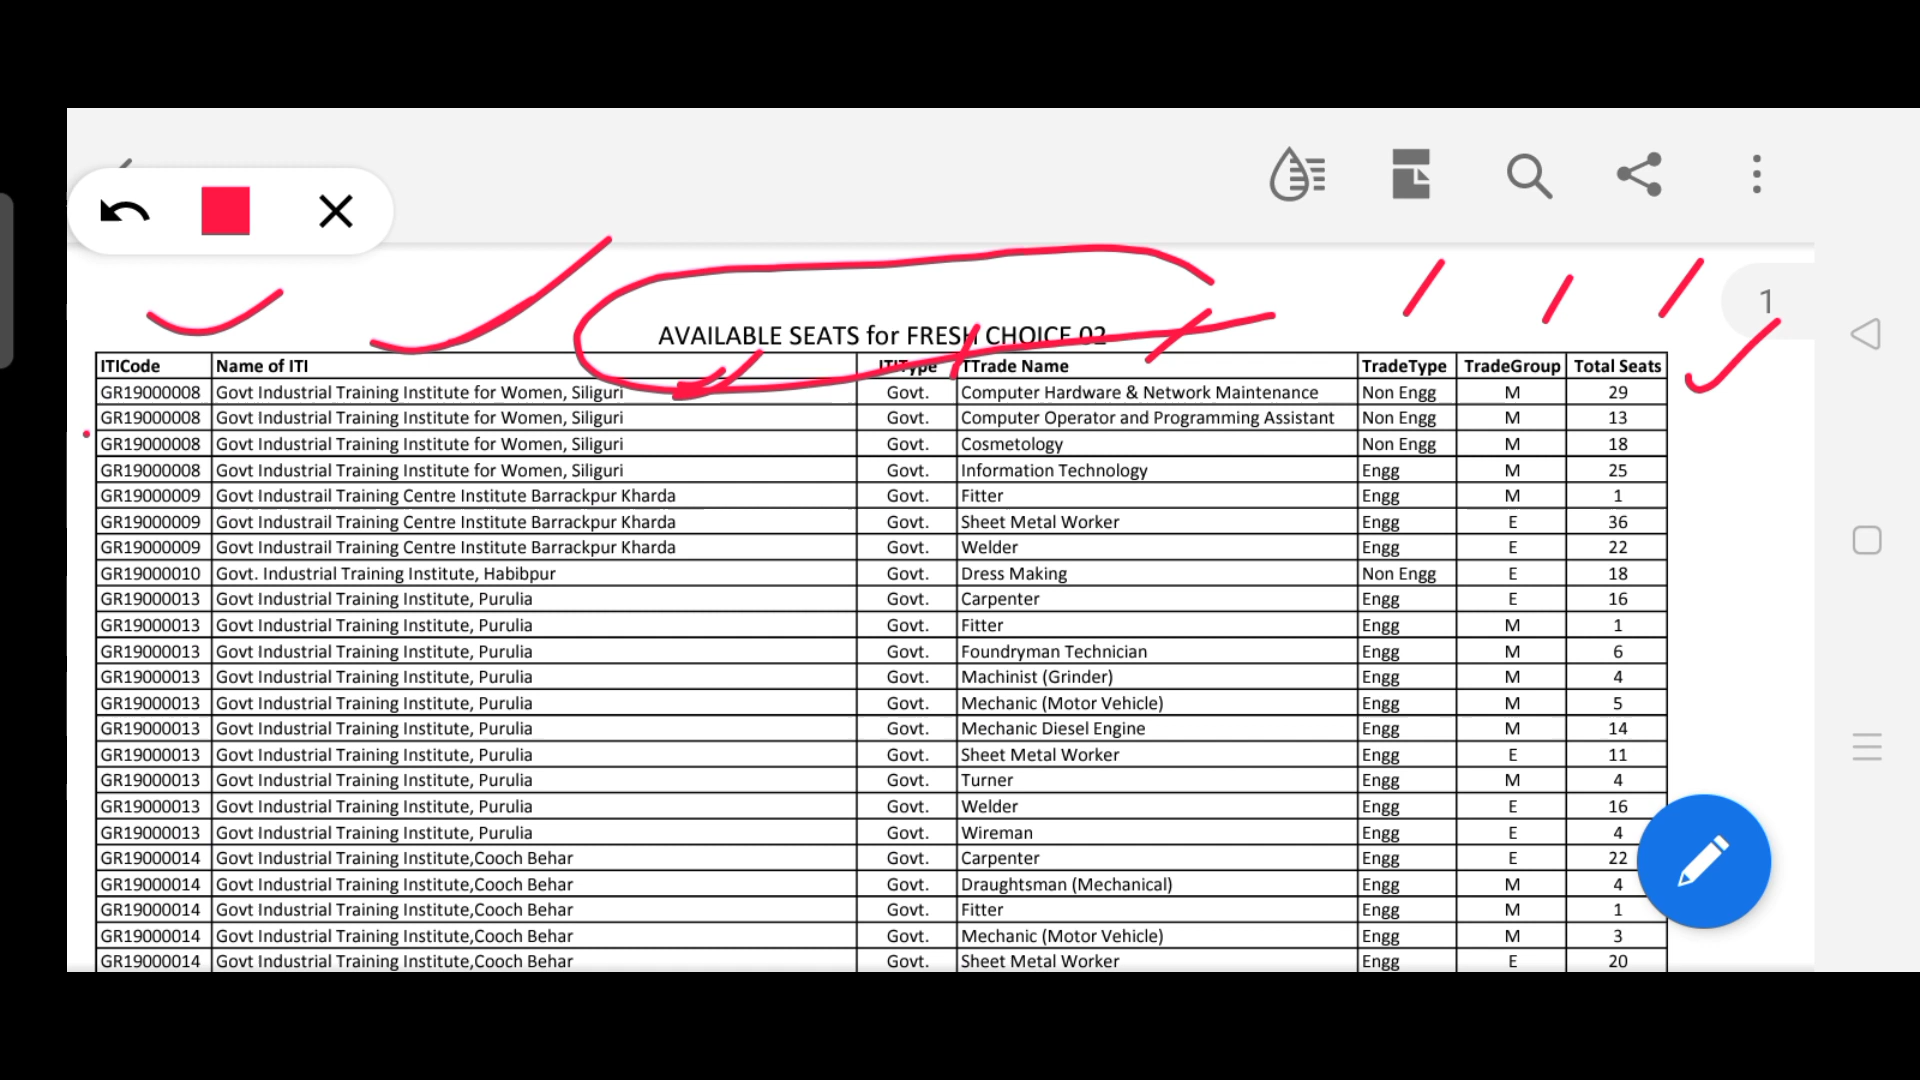 1
AVAILABLE SEATS for FRESH CHOICE 02
ITICode Name of ITI ITIType TTrade Name TradeType TradeGroup Total Seats
GR19000008 Govt Industrial Training Institute for Women, Siliguri Govt. Computer Hardware & Network Maintenance Non Engg M 29
GR19000008 Govt Industrial Training Institute for Women, Siliguri Govt. Computer Operator and Programming Assistant Non Engg M 13
GR19000008 Govt Industrial Training Institute for Women, Siliguri Govt. Cosmetology Non Engg M 18
GR19000008 Govt Industrial Training Institute for Women, Siliguri Govt. Information Technology Engg M 25
GR19000009 Govt Industrail Training Centre Institute Barrackpur Kharda Govt. Fitter Engg M 1
GR19000009 Govt Industrail Training Centre Institute Barrackpur Kharda Govt. Sheet Metal Worker Engg E 36
GR19000009 Govt Industrail Training Centre Institute Barrackpur Kharda Govt. Welder Engg E 22
GR19000010 Govt. Industrial Training Institute, Habibpur Govt. Dress Making Non Engg E 18
GR19000013 Govt Industrial Training Institute, Purulia Govt. Carpenter Engg E 16
GR19000013 Govt Industrial Training Institute, Purulia Govt. Fitter Engg M 1
GR19000013 Govt Industrial Training Institute, Purulia Govt. Foundryman Technician Engg M 6
GR19000013 Govt Industrial Training Institute, Purulia Govt. Machinist (Grinder) Engg M 4
GR19000013 Govt Industrial Training Institute, Purulia Govt. Mechanic (Motor Vehicle) Engg M 5
GR19000013 Govt Industrial Training Institute, Purulia Govt. Mechanic Diesel Engine Engg M 14
GR19000013 Govt Industrial Training Institute, Purulia Govt. Sheet Metal Worker Engg E 11
GR19000013 Govt Industrial Training Institute, Purulia Govt. Turner Engg M 4
GR19000013 Govt Industrial Training Institute, Purulia Govt. Welder Engg E 16
GR19000013 Govt Industrial Training Institute, Purulia Govt. Wireman Engg E 4
GR19000014 Govt Industrial Training Institute,Cooch Behar Govt. Carpenter Engg E 22
GR19000014 Govt Industrial Training Institute,Cooch Behar Govt. Draughtsman (Mechanical) Engg M 4
GR19000014 Govt Industrial Training Institute,Cooch Behar Govt. Fitter Engg M 1
GR19000014 Govt Industrial Training Institute,Cooch Behar Govt. Mechanic (Motor Vehicle) Engg M 3
GR19000014 Govt Industrial Training Institute,Cooch Behar Govt. Sheet Metal Worker Engg E 20